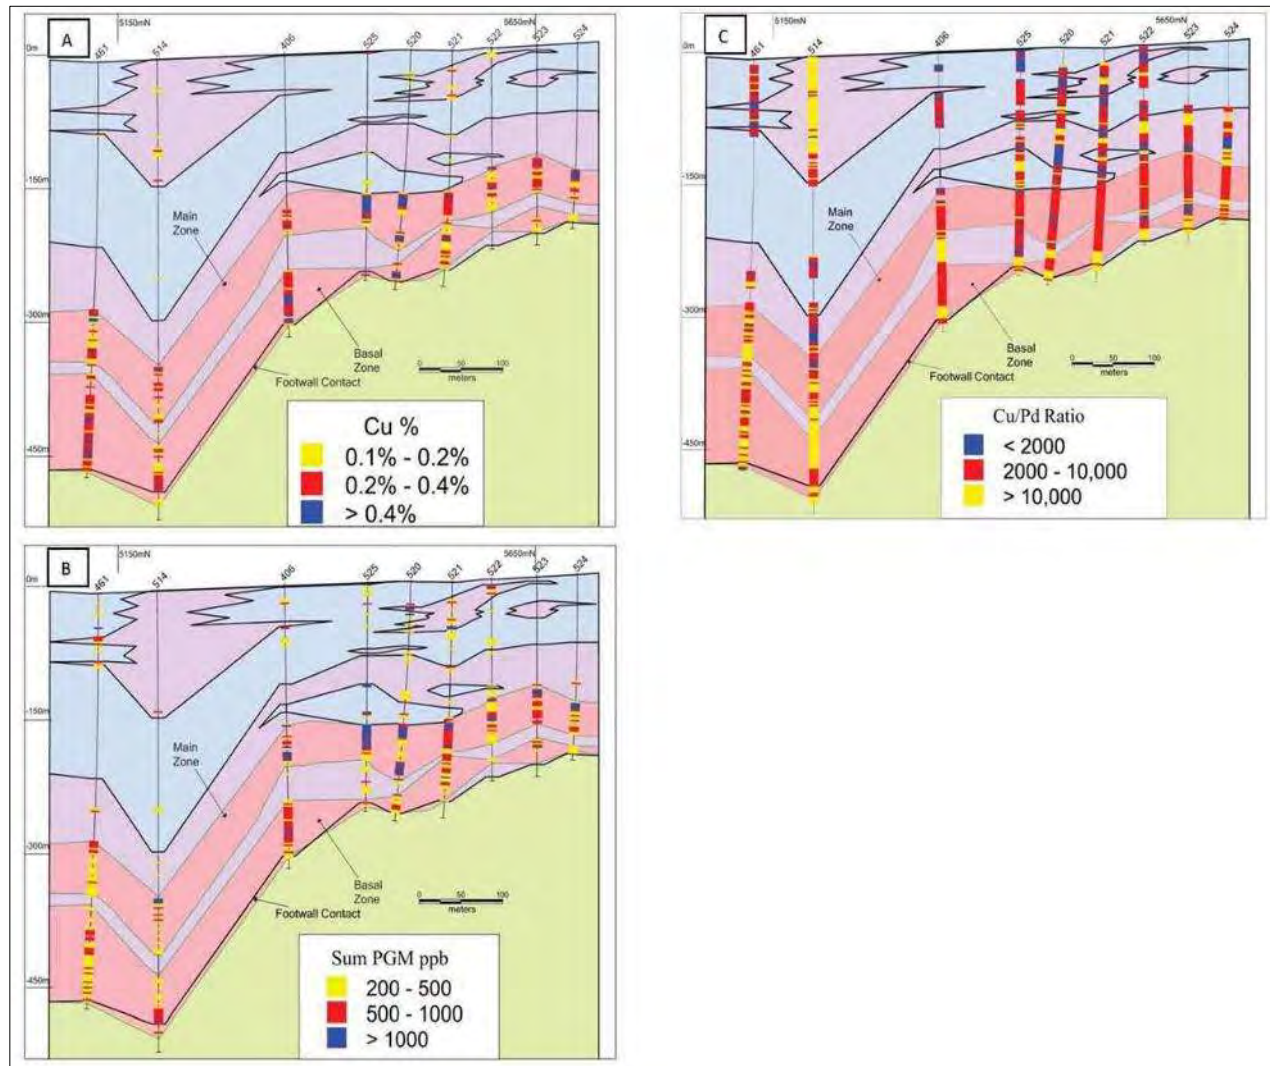 A
5150mN
5650mN
461
514
406
525
520
521
522
523
524
0m
-150m
-300m
-450m
Main
Zone
Basal
Zone
Footwall Contact
0 50 100
meters
Cu %
0.1% - 0.2%
0.2% - 0.4%
> 0.4%
C
5150mN
5650mN
461
514
406
525
520
521
522
523
524
0m
-150m
-300m
-450m
Main
Zone
Basal
Zone
Footwall Contact
0 50 100
meters
Cu/Pd Ratio
< 2000
2000 - 10,000
> 10,000
B
5150mN
5650mN
461
514
406
525
520
521
522
523
524
0m
-150m
-300m
-450m
Main
Zone
Basal
Zone
Footwall Contact
0 50 100
meters
Sum PGM ppb
200 - 500
500 - 1000
> 1000